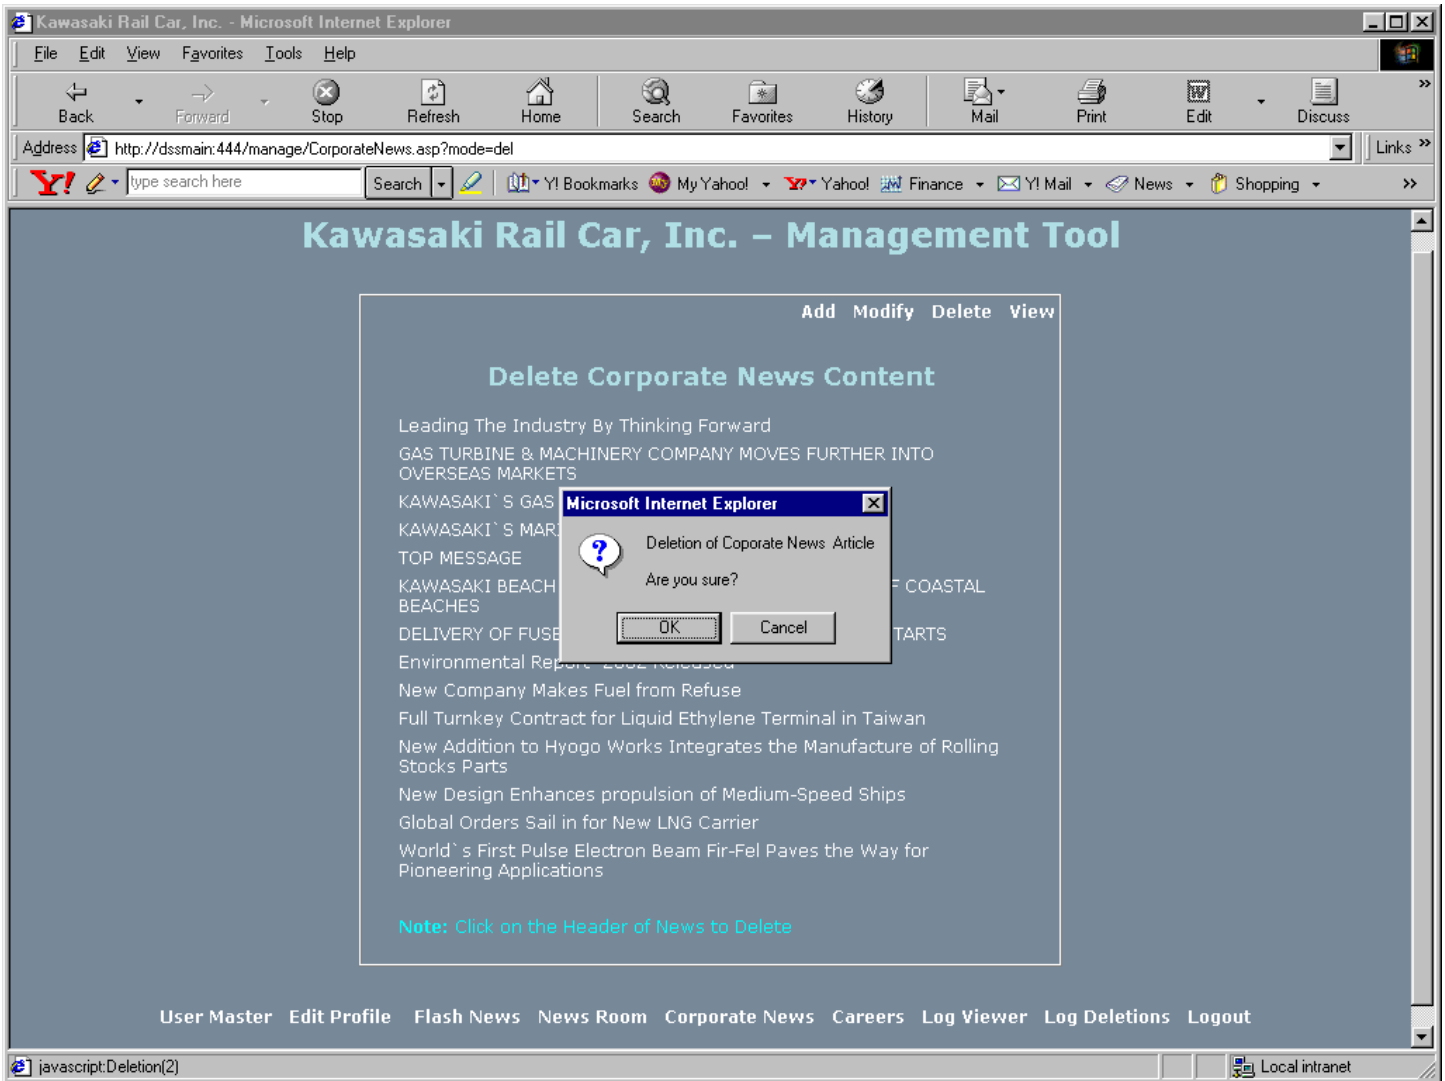 Kawasaki Rail Car, Inc. - Microsoft Internet Explorer
File Edit View Favorites Tools Help
Back Forward Stop Refresh Home Search Favorites History Mail Print Edit Discuss »
Address http://dssmain:444/manage/CorporateNews.asp?mode=del Links »
Y! type search here Search Y! Bookmarks My Yahoo! Yahoo! Finance Y! Mail News Shopping »
Kawasaki Rail Car, Inc. – Management Tool
Add Modify Delete View
Delete Corporate News Content
Leading The Industry By Thinking Forward
GAS TURBINE & MACHINERY COMPANY MOVES FURTHER INTO
OVERSEAS MARKETS
KAWASAKI`S GAS
KAWASAKI`S MARI
TOP MESSAGE
KAWASAKI BEACH F COASTAL
BEACHES
DELIVERY OF FUSE TARTS
Environmental Report 2002 Released
Microsoft Internet Explorer
Deletion of Coporate News Article
Are you sure?
OK Cancel
New Company Makes Fuel from Refuse
Full Turnkey Contract for Liquid Ethylene Terminal in Taiwan
New Addition to Hyogo Works Integrates the Manufacture of Rolling
Stocks Parts
New Design Enhances propulsion of Medium-Speed Ships
Global Orders Sail in for New LNG Carrier
World`s First Pulse Electron Beam Fir-Fel Paves the Way for
Pioneering Applications
Note: Click on the Header of News to Delete
User Master Edit Profile Flash News News Room Corporate News Careers Log Viewer Log Deletions Logout
javascript:Deletion(2) Local intranet